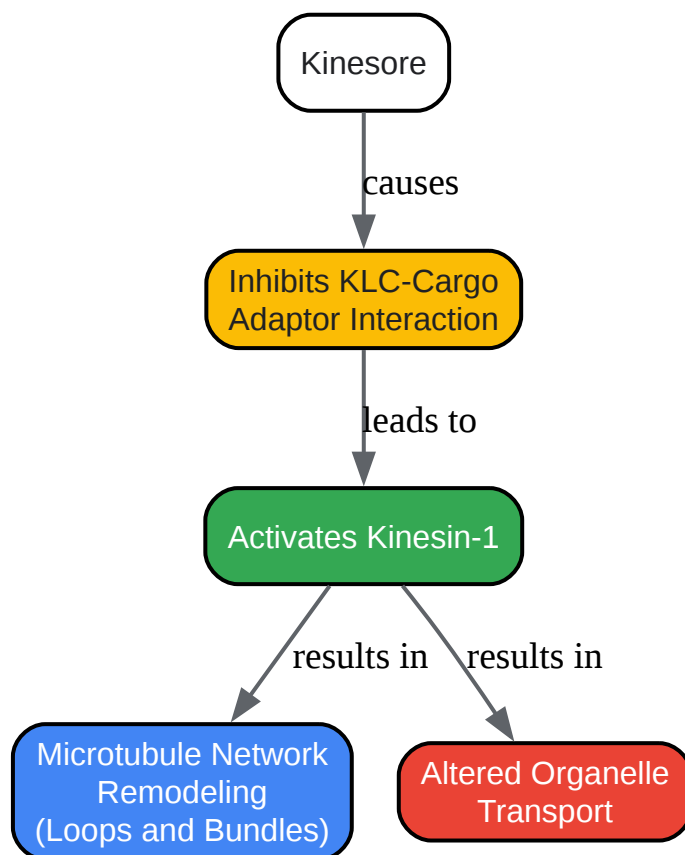 Kinesore
causes
Inhibits KLC-Cargo
Adaptor Interaction
leads to
Activates Kinesin-1
results in
results in
Microtubule Network
Remodeling
(Loops and Bundles)
Altered Organelle
Transport